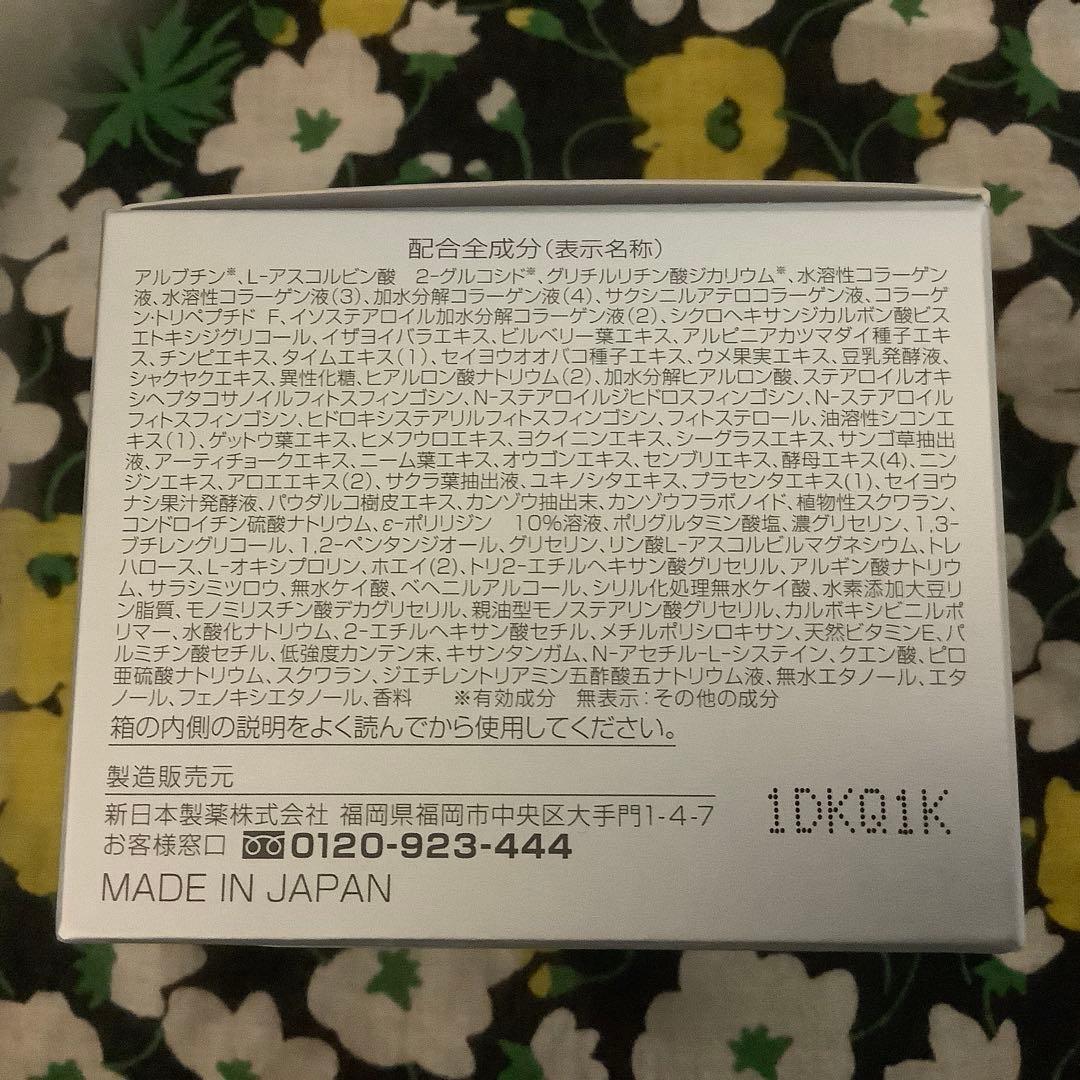 配合全成分(表示名称)
アルブチン※、L-アスコルビン酸 2-グルコシド※、グリチルリチン酸ジカリウム※、水溶性コラーゲン
液、水溶性コラーゲン液(3)、加水分解コラーゲン液(4)、サクシニルアテロコラーゲン液、コラーゲ
ン・トリペプチド F、イソステアロイル加水分解コラーゲン液(2)、シクロヘキサンジカルボン酸ビス
エトキシジグリコール、イザヨイバラエキス、ビルベリー葉エキス、アルピニアカツマダイ種子エキ
ス、チンピエキス、タイムエキス(1)、セイヨウオオバコ種子エキス、ウメ果実エキス、豆乳発酵液、
シャクヤクエキス、異性化糖、ヒアルロン酸ナトリウム(2)、加水分解ヒアルロン酸、ステアロイルオキ
シヘプタコサノイルフィトスフィンゴシン、N-ステアロイルジヒドロスフィンゴシン、N-ステアロイル
フィトスフィンゴシン、ヒドロキシステアリルフィトスフィンゴシン、フィトステロール、油溶性シコンエ
キス(1)、ゲットウ葉エキス、ヒメフウロエキス、ヨクイニンエキス、シーグラスエキス、サンゴ草抽出
液、アーティチョークエキス、ニーム葉エキス、オウゴンエキス、センブリエキス、酵母エキス(4)、ニン
ジンエキス、アロエエキス(2)、サクラ葉抽出液、ユキノシタエキス、プラセンタエキス(1)、セイヨウ
ナシ果汁発酵液、パウダルコ樹皮エキス、カンゾウ抽出末、カンゾウフラボノイド、植物性スクワラン、
コンドロイチン硫酸ナトリウム、ε-ポリリジン 10%溶液、ポリグルタミン酸塩、濃グリセリン、1,3-
ブチレングリコール、1,2-ペンタンジオール、グリセリン、リン酸L-アスコルビルマグネシウム、トレ
ハロース、L-オキシプロリン、ホエイ(2)、トリ2-エチルヘキサン酸グリセリル、アルギン酸ナトリウ
ム、サラシミツロウ、無水ケイ酸、ベヘニルアルコール、シリル化処理無水ケイ酸、水素添加大豆リ
ン脂質、モノミリスチン酸デカグリセリル、親油型モノステアリン酸グリセリル、カルボキシビニルポ
リマー、水酸化ナトリウム、2-エチルヘキサン酸セチル、メチルポリシロキサン、天然ビタミンE、パ
ルミチン酸セチル、低強度カンテン末、キサンタンガム、N-アセチル-L-システイン、クエン酸、ピロ
亜硫酸ナトリウム、スクワラン、ジエチレントリアミン五酢酸五ナトリウム液、無水エタノール、エタ
ノール、フェノキシエタノール、香料 ※有効成分 無表示:その他の成分
箱の内側の説明をよく読んでから使用してください。
製造販売元
新日本製薬株式会社 福岡県福岡市中央区大手門1-4-7
お客様窓口 0120-923-444
1DKQ1K
MADE IN JAPAN